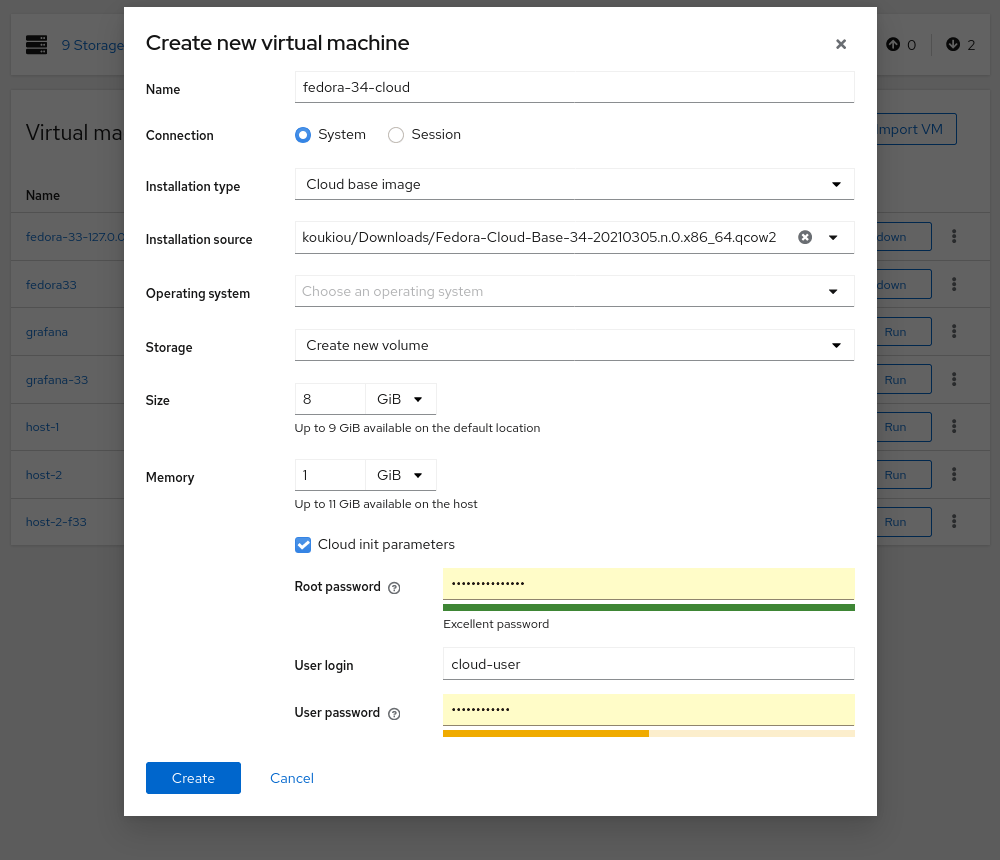 9 Storage
0
2
Virtual ma
Import VM
Name
fedora-33-127.0.0
down
fedora33
down
grafana
Run
grafana-33
Run
host-1
Run
host-2
Run
host-2-f33
Run
Create new virtual machine
Name
fedora-34-cloud
Connection
System
Session
Installation type
Cloud base image
Installation source
koukiou/Downloads/Fedora-Cloud-Base-34-20210305.n.0.x86_64.qcow2
Operating system
Choose an operating system
Storage
Create new volume
Size
8
GiB
Up to 9 GiB available on the default location
Memory
1
GiB
Up to 11 GiB available on the host
Cloud init parameters
Root password
•••••••••••••••
Excellent password
User login
cloud-user
User password
••••••••••••
Create
Cancel